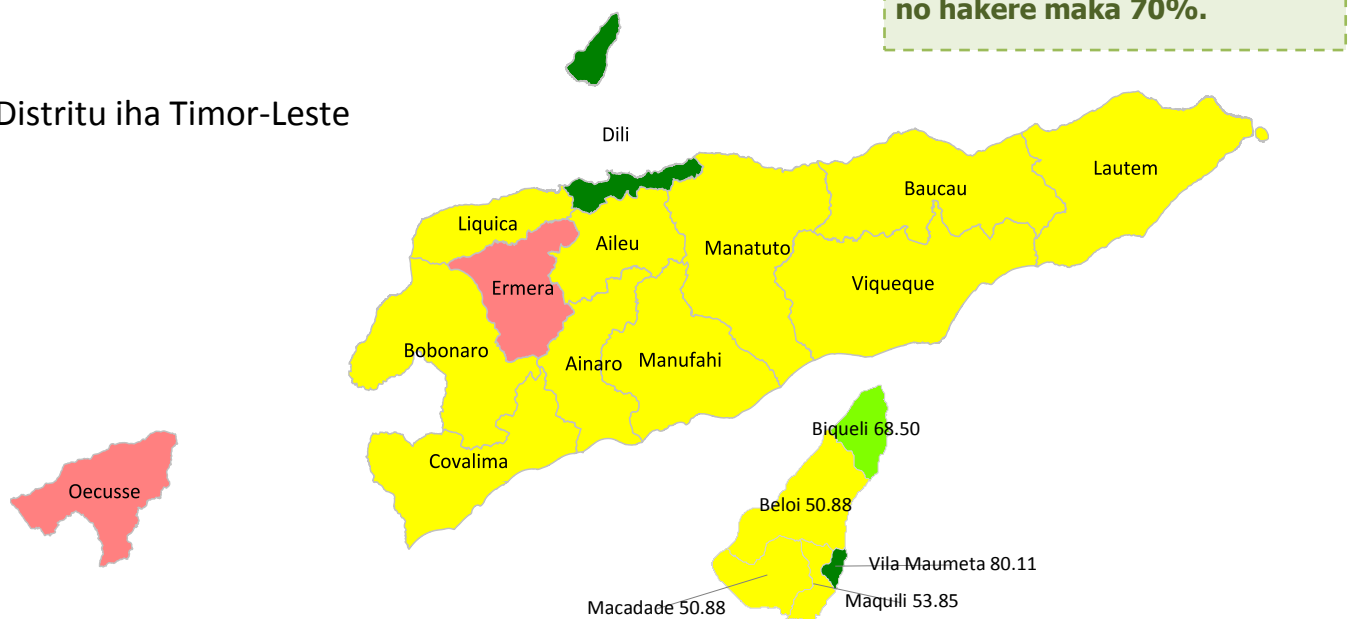 no hakere maka 70%.
Distritu iha Timor-Leste
Dili
Lautem
Baucau
Liquica
Aileu
Manatuto
Viqueque
Ermera
Bobonaro
Ainaro
Manufahi
Biqueli 68.50
Covalima
Oecusse
Beloi 50.88
Vila Maumeta 80.11
Maquili 53.85
Macadade 50.88